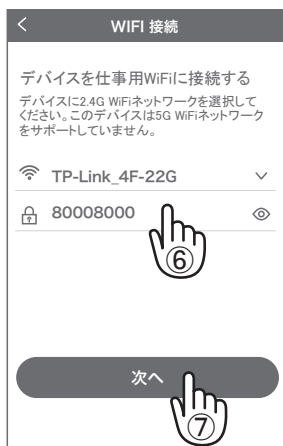 WIFI 接続
デバイスを仕事用WiFiに接続する
デバイスに2.4G WiFiネットワークを選択して
ください。このデバイスは5G WiFiネットワーク
をサポートしていません。
TP-Link_4F-22G
80008000
⑥
次へ
⑦